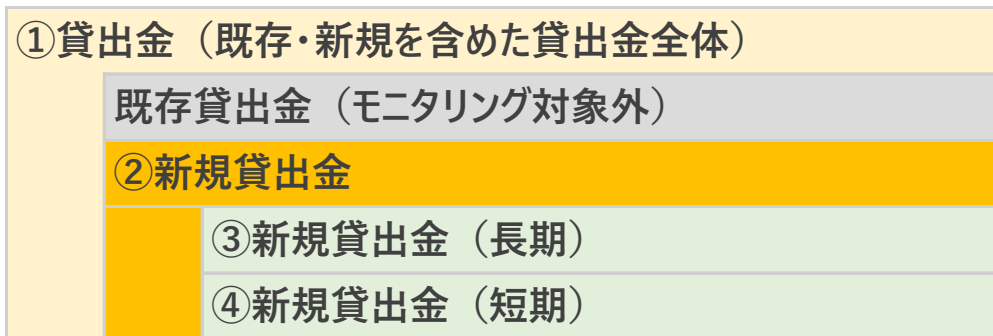 ①貸出金（既存・新規を含めた貸出金全体）
既存貸出金（モニタリング対象外）
②新規貸出金
③新規貸出金（長期）
④新規貸出金（短期）